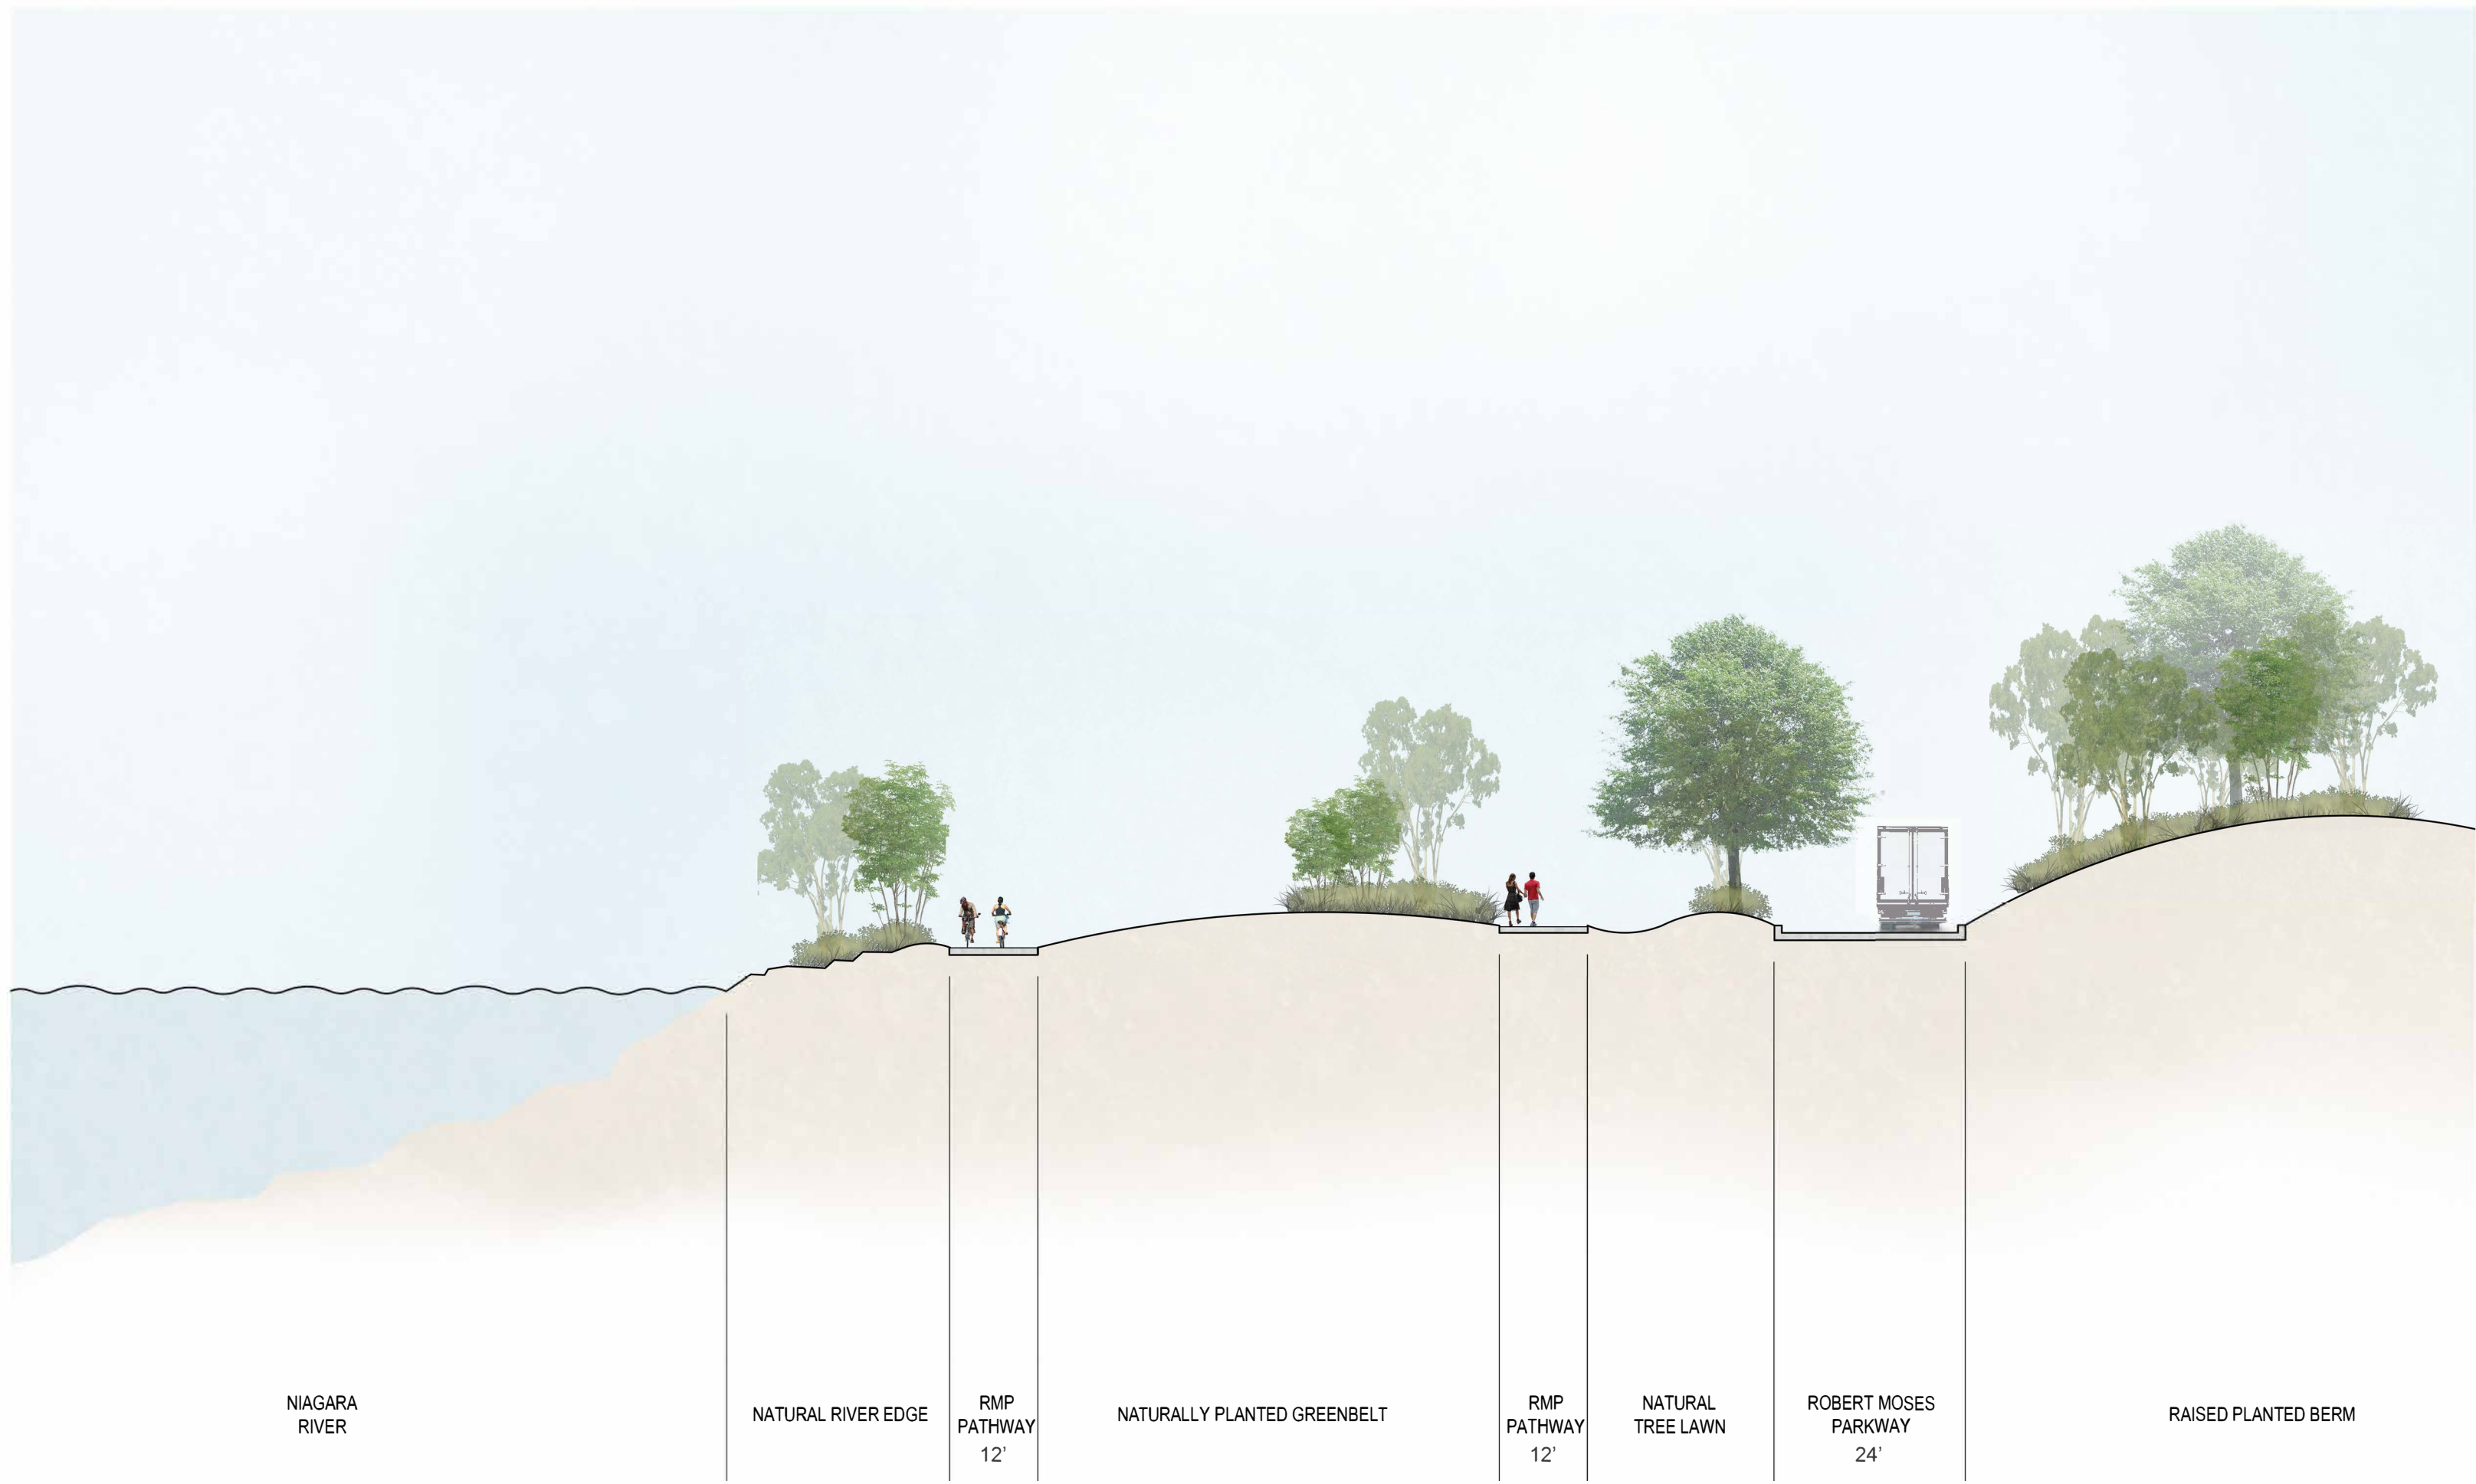 NIAGARA
RIVER
NATURAL RIVER EDGE
RMP
PATHWAY
12'
NATURALLY PLANTED GREENBELT
RMP
PATHWAY
12'
NATURAL
TREE LAWN
ROBERT MOSES
PARKWAY
24'
RAISED PLANTED BERM